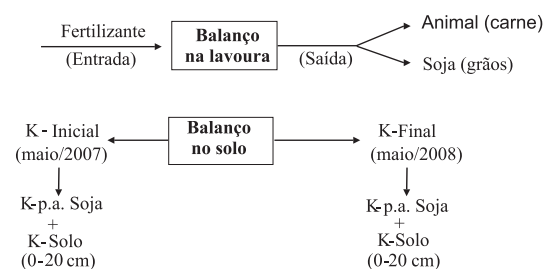 Fertilizante
(Entrada)
Balanço
na lavoura
(Saída)
Animal (carne)
Soja (grãos)
K - Inicial
(maio/2007)
Balanço
no solo
K-Final
(maio/2008)
K-p.a. Soja
+
K-Solo
(0-20 cm)
K-p.a. Soja
+
K-Solo
(0-20 cm)